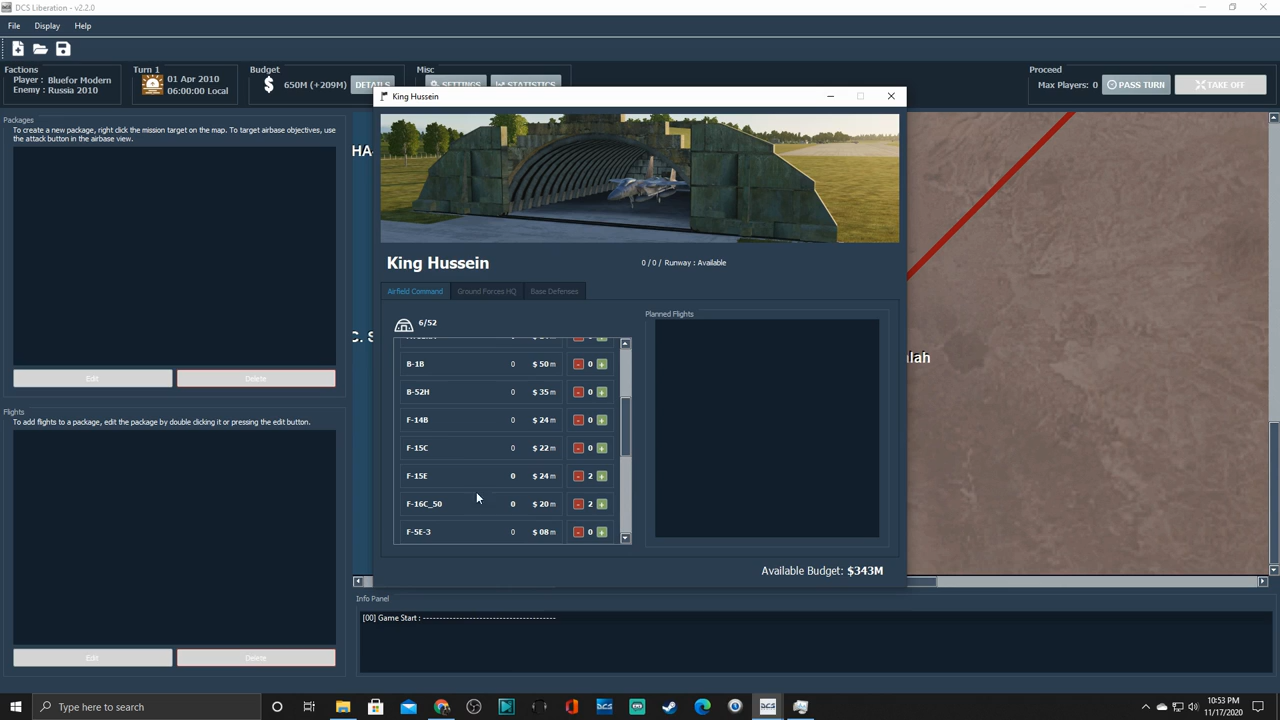 DCS Liberation v2.2.0
File Display Help
Factions
Player : Bluefor Modern
Enemy : Russia 2010
Turn 1
01 Apr 2010
06:00:00 Local
Budget
$ 650M (+209M) DETAILS
Misc
SETTINGS STATISTICS
Proceed
Max Players: 0 PASS TURN TAKE OFF
Packages
To create a new package, right click the mission target on the map. To target airbase objectives, use
the attack button in the airbase view.
Edit Delete
Flights
To add flights to a package, edit the package by double clicking it or pressing the edit button.
Edit Delete
King Hussein
King Hussein
0 / 0 / Runway : Available
Airfield Command Ground Forces HQ Base Defenses
6/52
B-1B 0 $ 50 m - 0 +
B-52H 0 $ 35 m - 0 +
F-14B 0 $ 24 m - 0 +
F-15C 0 $ 22 m - 0 +
F-15E 0 $ 24 m - 2 +
F-16C_50 0 $ 20 m - 2 +
F-5E-3 0 $ 08 m - 0 +
Planned Flights
Available Budget: $343M
HA
C. S
lah
Info Panel
[00] Game Start : ----------------------------------------
Type here to search
DCS
10:53 PM
11/17/2020